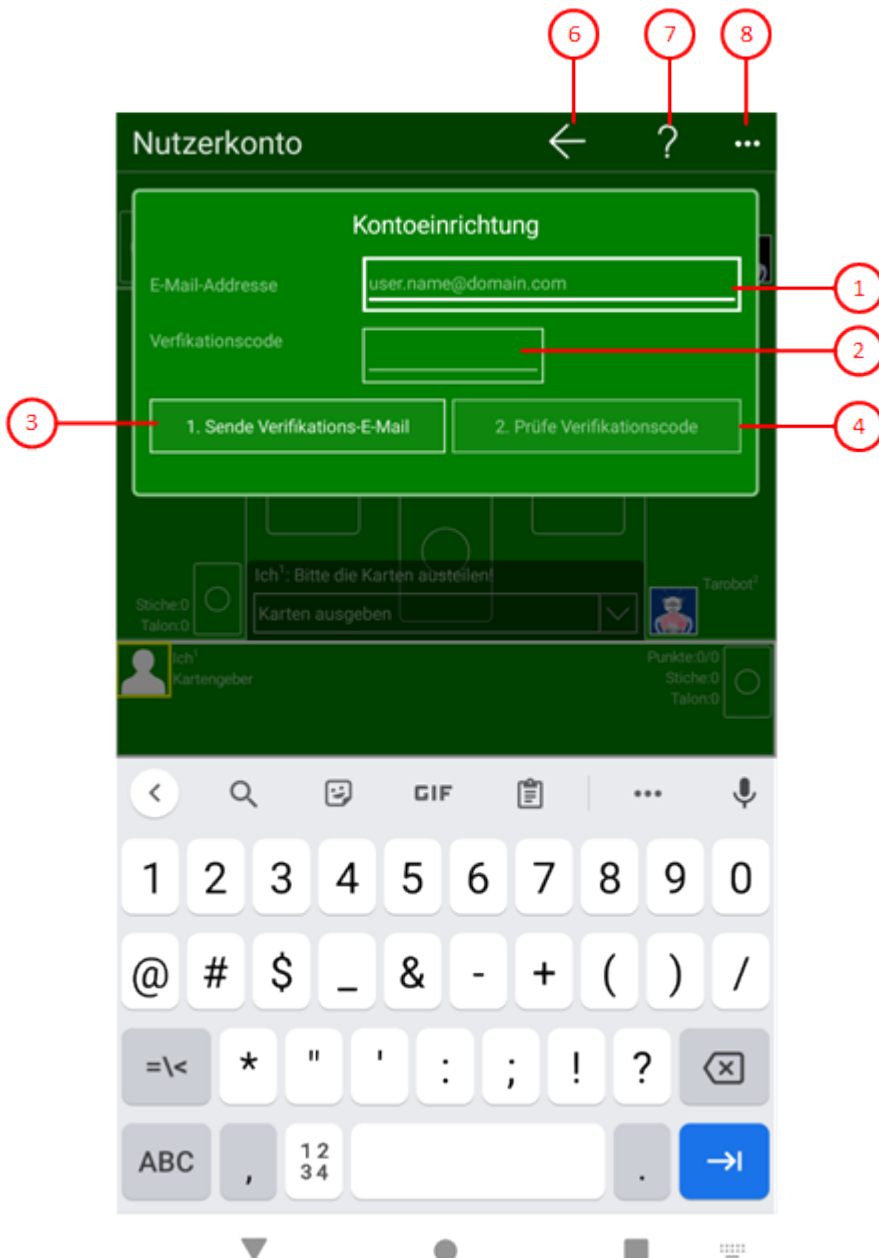 6 7 8
Nutzerkonto ? ...
Kontoeinrichtung
E-Mail-Addresse user.name@domain.com
1
Verfikationscode
2
3 1. Sende Verifikations-E-Mail 2. Prüfe Verifikationscode 4
Ich¹: Bitte die Karten austeilen!
Tarobot²
Stiche:0
Karten ausgeben
Talon:0
Ich¹ Punkte:0/0
Kartengeber Stiche:0
Talon:0
GIF ...
1 2 3 4 5 6 7 8 9 0
@ # $ _ & - + ( ) /
=\< * " ' : ; ! ?
ABC , 12 34 .